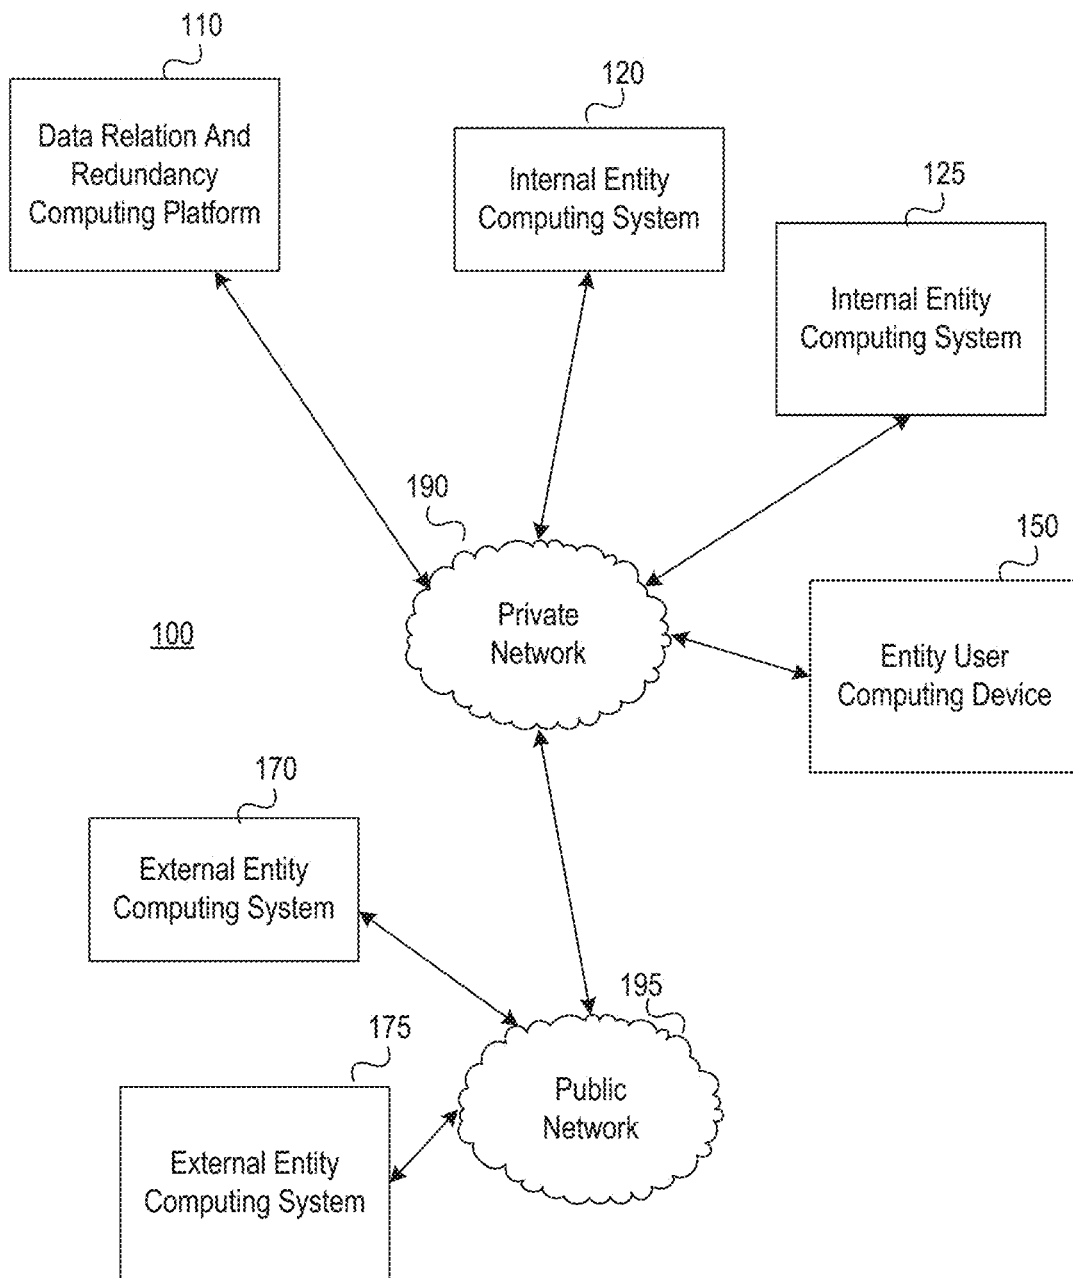 110
Data Relation And
Redundancy
Computing Platform
120
Internal Entity
Computing System
125
Internal Entity
Computing System
190
Private
Network
150
Entity User
Computing Device
100
170
External Entity
Computing System
195
Public
Network
175
External Entity
Computing System